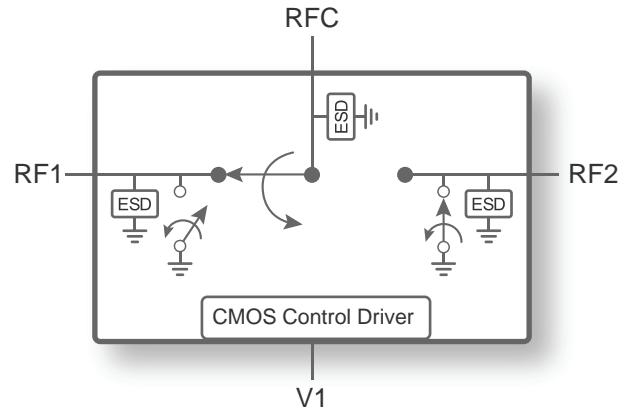 RFC
ESD
RF1
RF2
ESD
ESD
CMOS Control Driver
V1